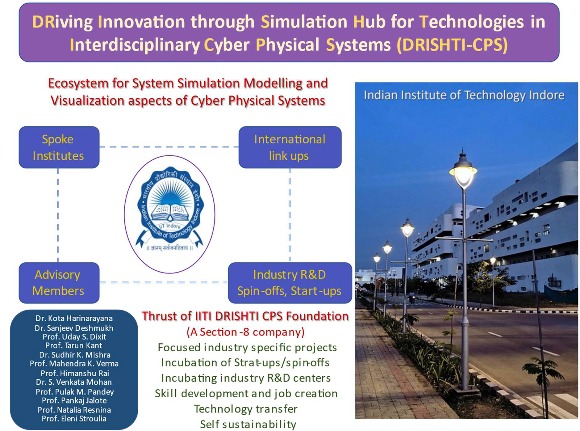 DRiving Innovation through Simulation Hub for Technologies in
Interdisciplinary Cyber Physical Systems (DRISHTI-CPS)
Ecosystem for System Simulation Modelling and
Visualization aspects of Cyber Physical Systems
Indian Institute of Technology Indore
Spoke
Institutes
International
link ups
IIT Indore
Advisory
Members
Industry R&D
Spin-offs, Start-ups
Dr. Kota Harinarayana
Dr. Sanjeev Deshmukh
Prof. Uday S. Dixit
Prof. Tarun Kant
Dr. Sudhir K. Mishra
Prof. Mahendra K. Verma
Prof. Himanshu Rai
Dr. S. Venkata Mohan
Prof. Pulak M. Pandey
Prof. Pankaj Jalote
Prof. Natalia Resnina
Prof. Eleni Stroulia
Thrust of IITI DRISHTI CPS Foundation
(A Section -8 company)
Focused industry specific projects
Incubation of Strat-ups/spin-offs
Incubating industry R&D centers
Skill development and job creation
Technology transfer
Self sustainability